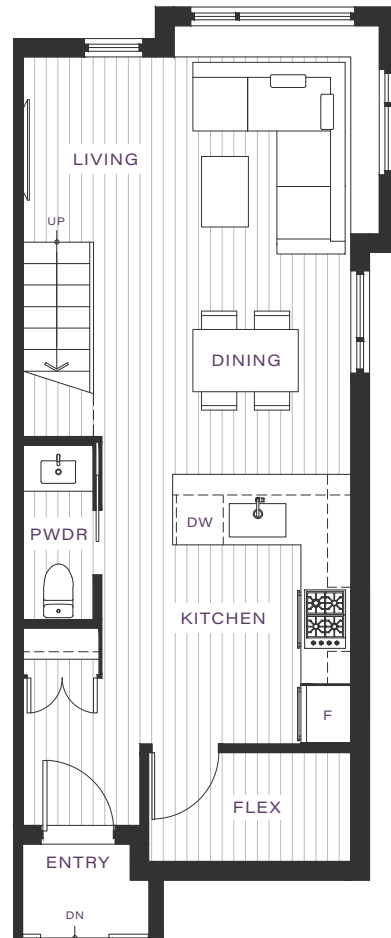 LIVING
UP
DINING
DW
PWDR
KITCHEN
F
FLEX
ENTRY
DN